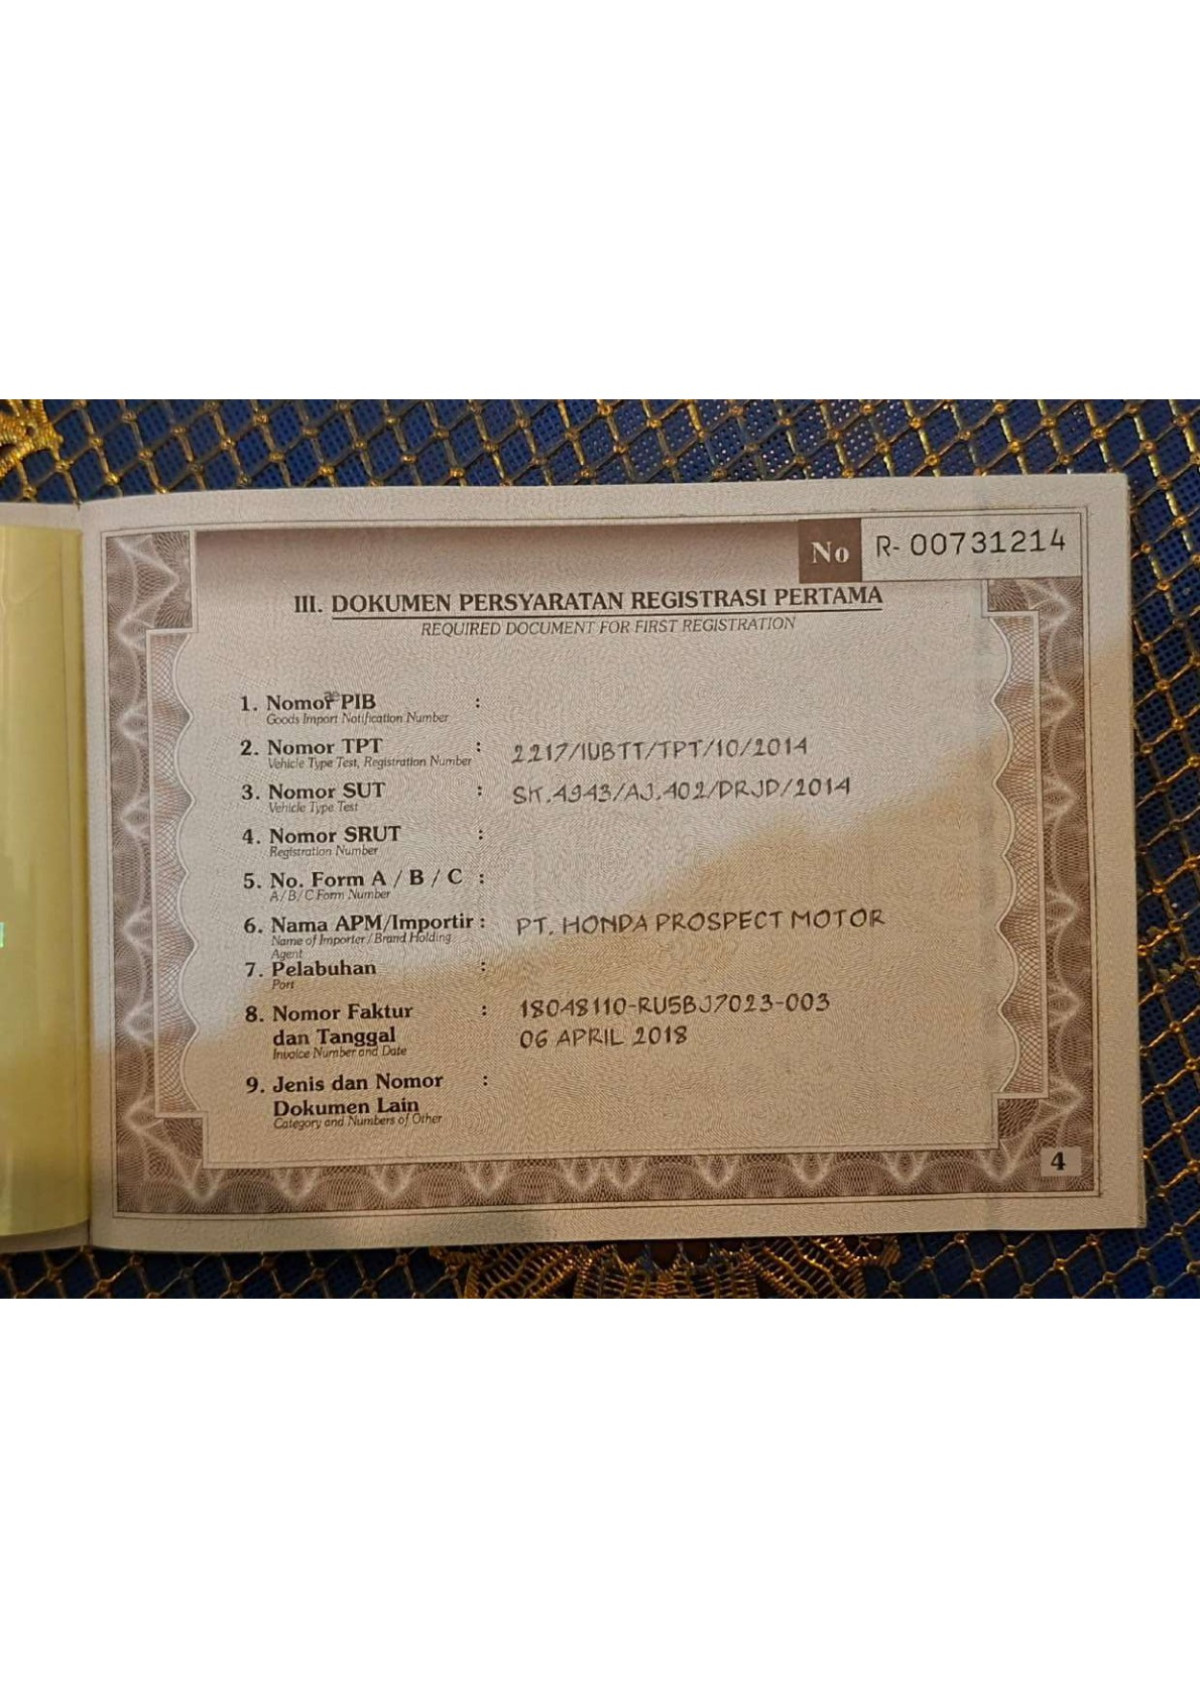 No R- 00731214
III. DOKUMEN PERSYARATAN REGISTRASI PERTAMA
REQUIRED DOCUMENT FOR FIRST REGISTRATION
1. Nomor PIB :
Goods Import Notification Number
2. Nomor TPT : 2217/IUBTT/TPT/10/2014
Vehicle Type Test, Registration Number
3. Nomor SUT : SK.4943/AJ.402/DRJD/2014
Vehicle Type Test
4. Nomor SRUT :
Registration Number
5. No. Form A / B / C :
A / B / C Form Number
6. Nama APM/Importir : PT. HONDA PROSPECT MOTOR
Name of Importer / Brand Holding
Agent
7. Pelabuhan :
Port
8. Nomor Faktur : 18048110-RU5BJ7023-003
dan Tanggal 06 APRIL 2018
Invoice Number and Date
9. Jenis dan Nomor :
Dokumen Lain
Category and Numbers of Other
4